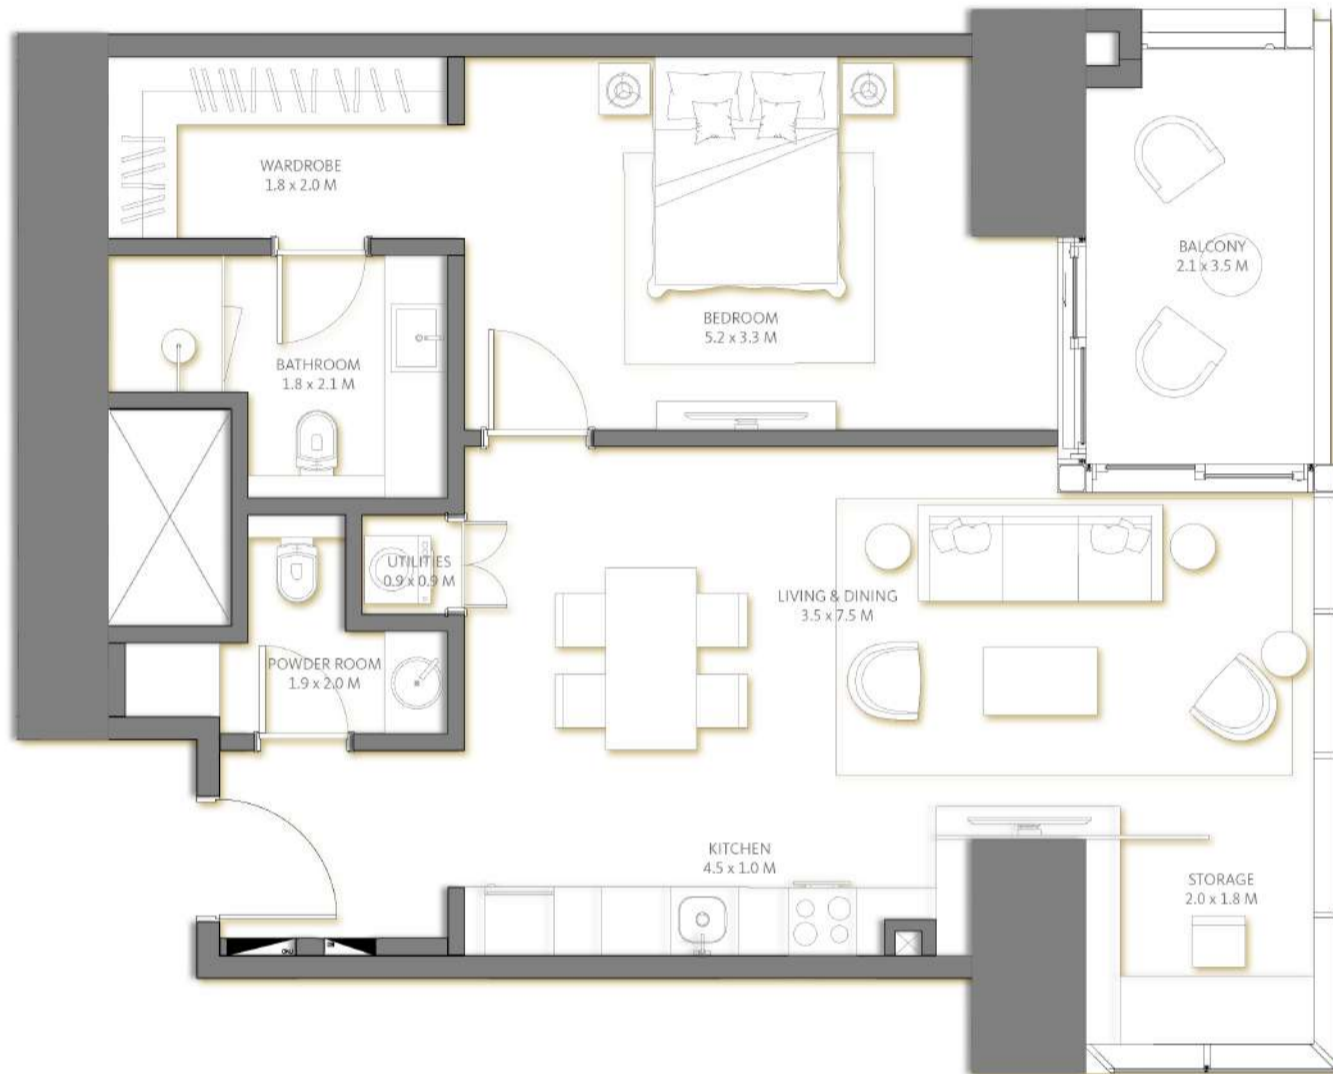 WARDROBE
1.8 x 2.0 M
BALCONY
2.1 x 3.5 M
BEDROOM
5.2 x 3.3 M
BATHROOM
1.8 x 2.1 M
UTILITIES
0.9 x 0.9 M
LIVING & DINING
3.5 x 7.5 M
POWDER ROOM
1.9 x 2.0 M
KITCHEN
4.5 x 1.0 M
STORAGE
2.0 x 1.8 M